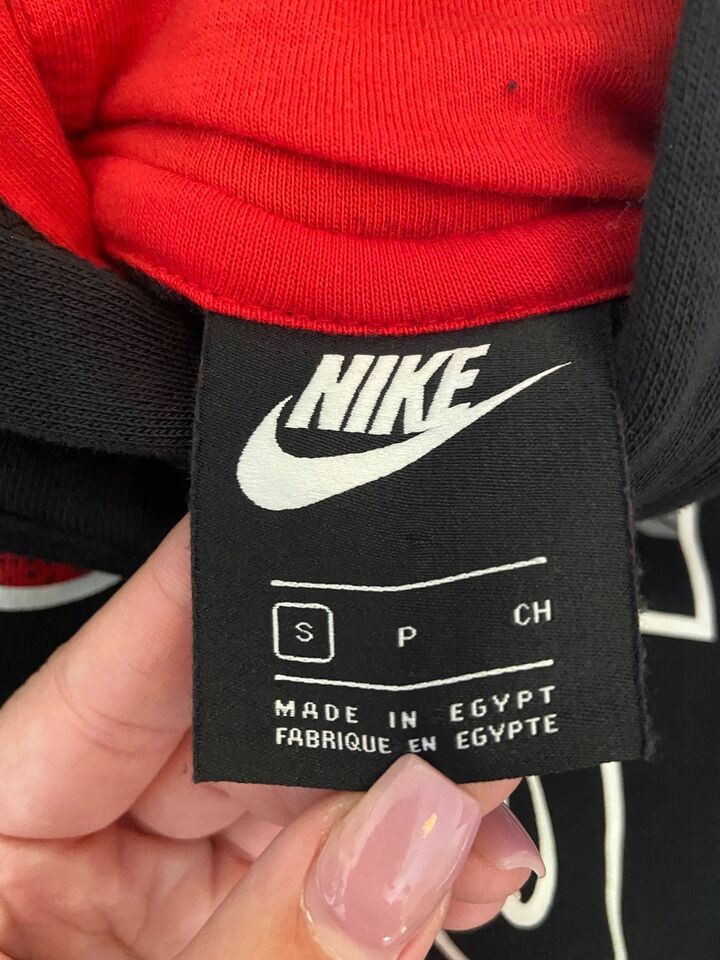 NIKE
S P CH
MADE IN EGYPT
FABRIQUE EN EGYPTE